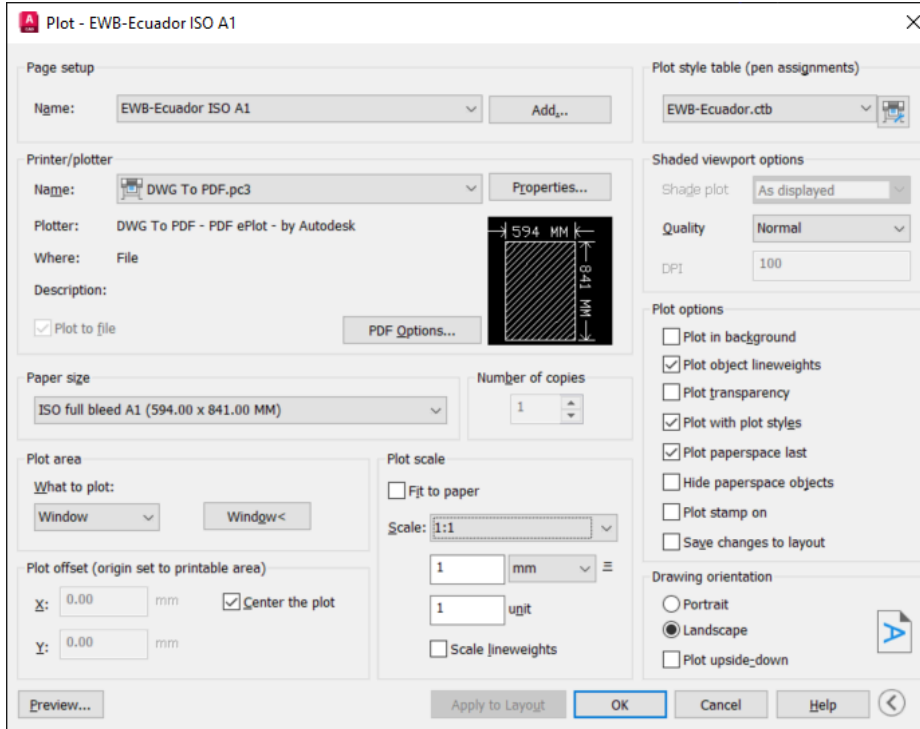 Plot - EWB-Ecuador ISO A1
Page setup
Name: EWB-Ecuador ISO A1 Add...
Plot style table (pen assignments)
EWB-Ecuador.ctb
Printer/plotter
Name: DWG To PDF.pc3 Properties...
Plotter: DWG To PDF - PDF ePlot - by Autodesk
Where: File
Description:
Plot to file PDF Options...
594 MM
841 MM
Shaded viewport options
Shade plot As displayed
Quality Normal
DPI 100
Paper size
ISO full bleed A1 (594.00 x 841.00 MM)
Number of copies
1
Plot options
Plot in background
Plot object lineweights
Plot transparency
Plot with plot styles
Plot paperspace last
Hide paperspace objects
Plot stamp on
Save changes to layout
Plot area
What to plot:
Window Window<
Plot scale
Fit to paper
Scale: 1:1
1 mm =
1 unit
Scale lineweights
Plot offset (origin set to printable area)
X: 0.00 mm Center the plot
Y: 0.00 mm
Drawing orientation
Portrait
Landscape
Plot upside-down
A
Preview... Apply to Layout OK Cancel Help